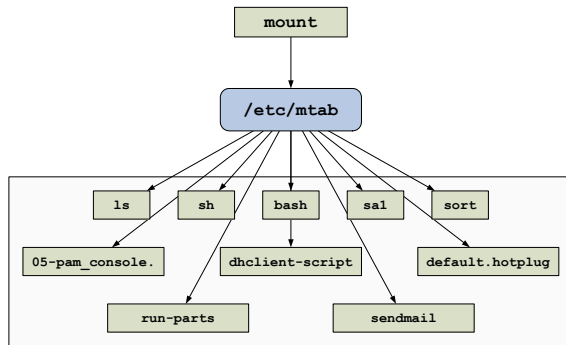 mount
/etc/mtab
ls
sh
bash
sa1
sort
05-pam_console.
dhclient-script
default.hotplug
run-parts
sendmail